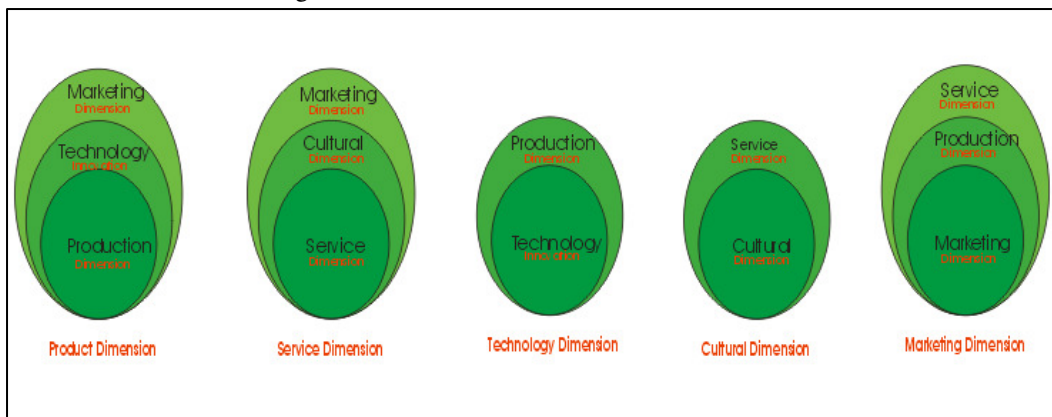 Marketing
Dimension
Technology
Innovation
Production
Dimension
Product Dimension
Marketing
Dimension
Cultural
Dimension
Service
Dimension
Service Dimension
Production
Dimension
Technology
Innovation
Technology Dimension
Service
Dimension
Cultural
Dimension
Cultural Dimension
Service
Dimension
Production
Dimension
Marketing
Dimension
Marketing Dimension